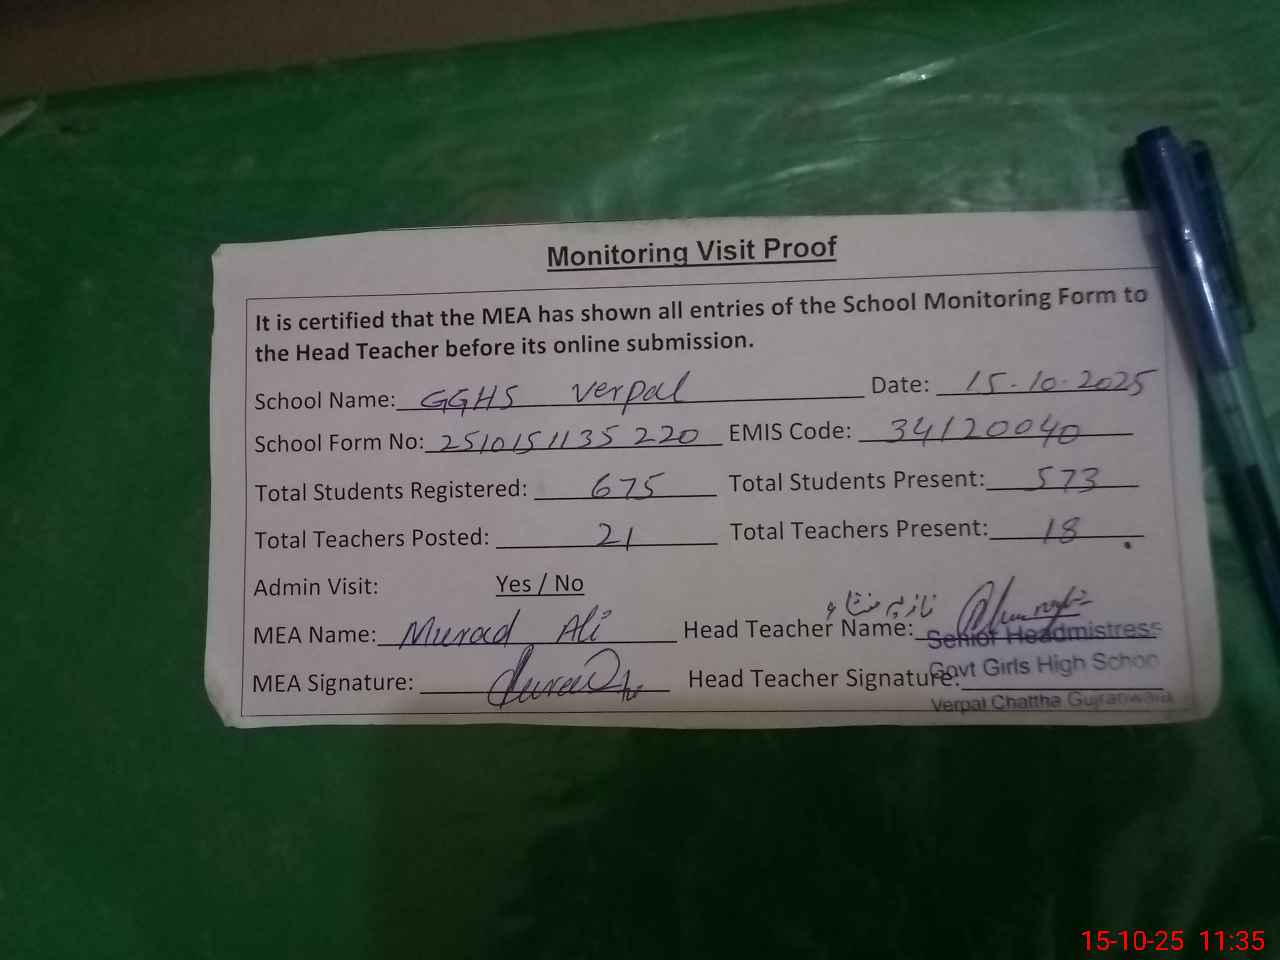 Monitoring Visit Proof
It is certified that the MEA has shown all entries of the School Monitoring Form to
the Head Teacher before its online submission.
School Name: GGHS Verpal Date: 15-10-2025
School Form No: 2510151135220 EMIS Code: 34120040
Total Students Registered: 675 Total Students Present: 573
Total Teachers Posted: 21 Total Teachers Present: 18
Admin Visit: Yes / No
MEA Name: Murad Ali Head Teacher Name:
Senior Headmistress
MEA Signature: Head Teacher Signature:
Govt Girls High Schoo
Verpal Chattha Gujranwala
15-10-25 11:35